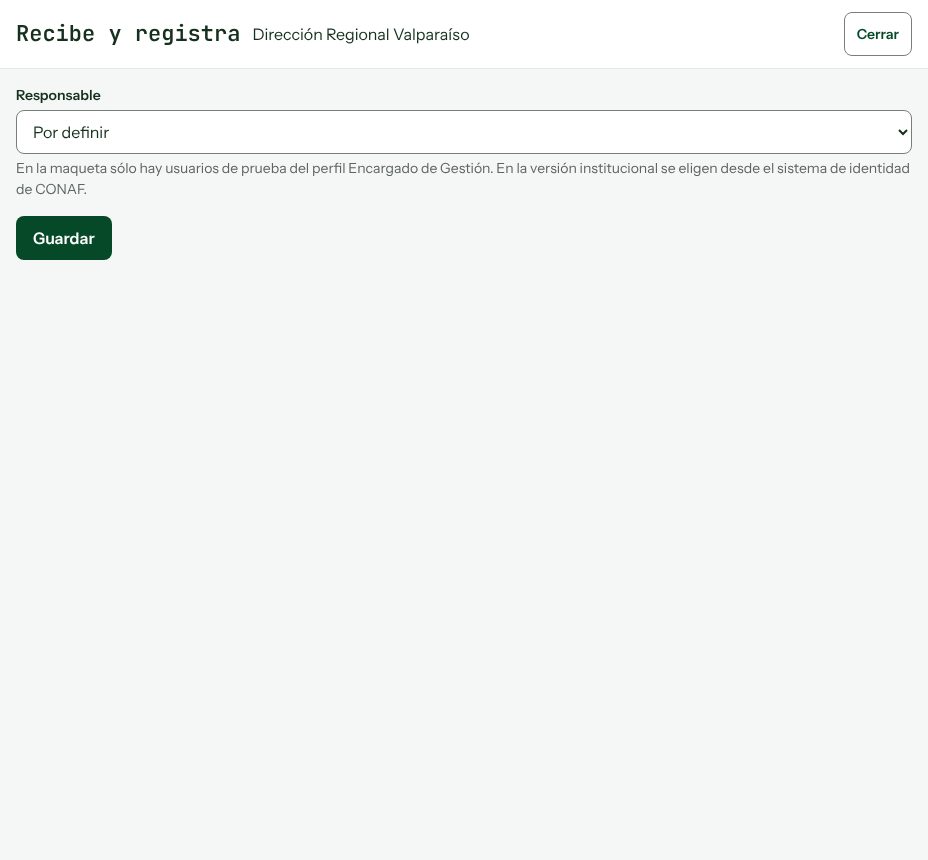 Recibe y registra Dirección Regional Valparaíso
Cerrar
Responsable
Por definir
En la maqueta sólo hay usuarios de prueba del perfil Encargado de Gestión. En la versión institucional se eligen desde el sistema de identidad
de CONAF.
Guardar